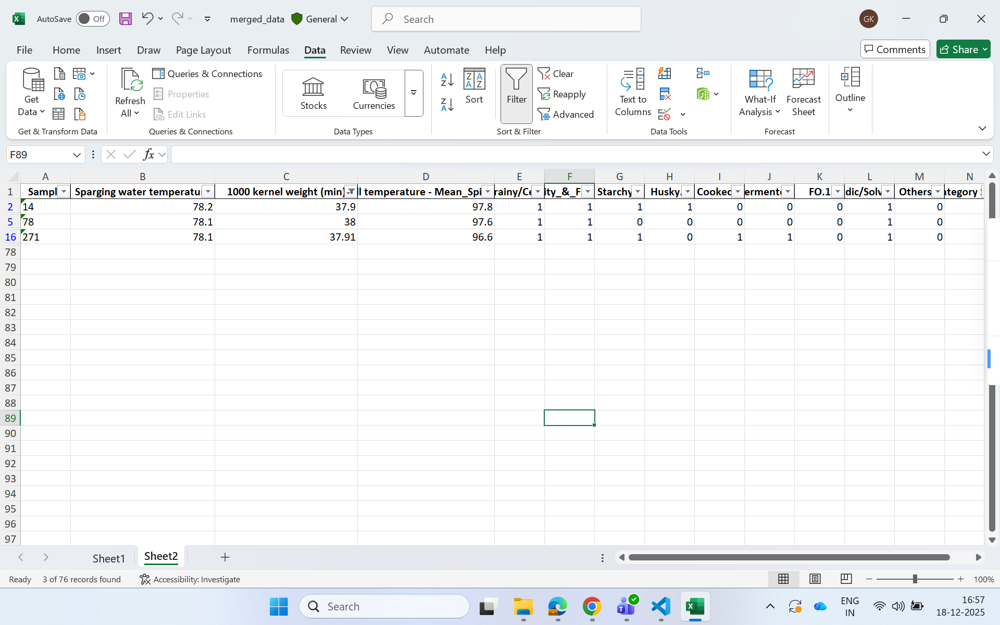 AutoSave Off merged_data General Search GK
File Home Insert Draw Page Layout Formulas Data Review View Automate Help Comments Share
Get Data
Refresh All
Queries & Connections
Properties
Edit Links
Stocks Currencies
Sort
Filter
Clear
Reapply
Advanced
Text to Columns
What-If Analysis
Forecast Sheet
Outline
Get & Transform Data Queries & Connections Data Types Sort & Filter Data Tools Forecast
F89 fx
A B C D E F G H I J K L M N
1 Sampl Sparging water temperatu 1000 kernel weight (min) ll temperature - Mean_Spi rainy/Ce ity_&_F Starchy Husky. Cooked ermente FO.1 dic/Solv Others ategory
2 14 78.2 37.9 97.8 1 1 1 1 0 0 0 1 0
5 78 78.1 38 97.6 1 1 0 0 0 0 0 1 0
16 271 78.1 37.91 96.6 1 1 1 0 1 1 0 1 0
78
79
80
81
82
83
84
85
86
87
88
89
90
91
92
93
94
95
96
97
Sheet1 Sheet2
Ready 3 of 76 records found Accessibility: Investigate 100%
Search
ENG
IN
16:57
18-12-2025